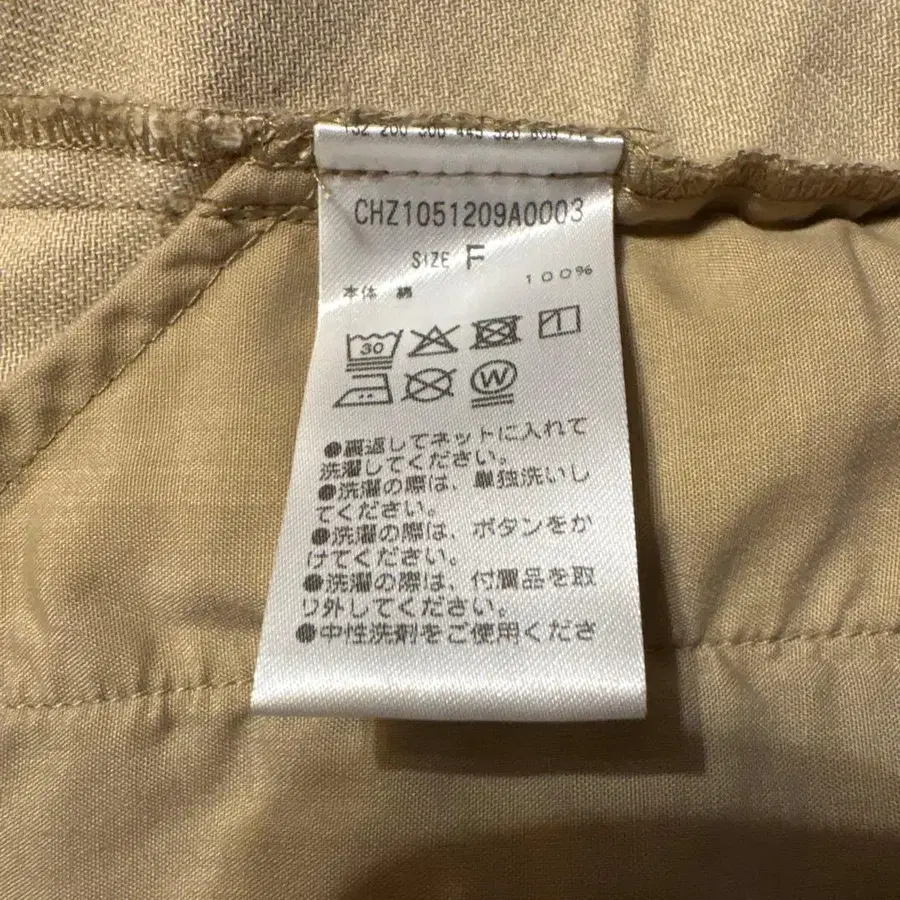 CHZ1051209A0003
SIZE F
本体 綿 100%
30
W
●裏返してネットに入れて
洗濯してください。
●洗濯の際は、単独洗いし
てください。
●洗濯の際は、ボタンをか
けてください。
●洗濯の際は、付属品を取
り外してください。
●中性洗剤をご使用くださ